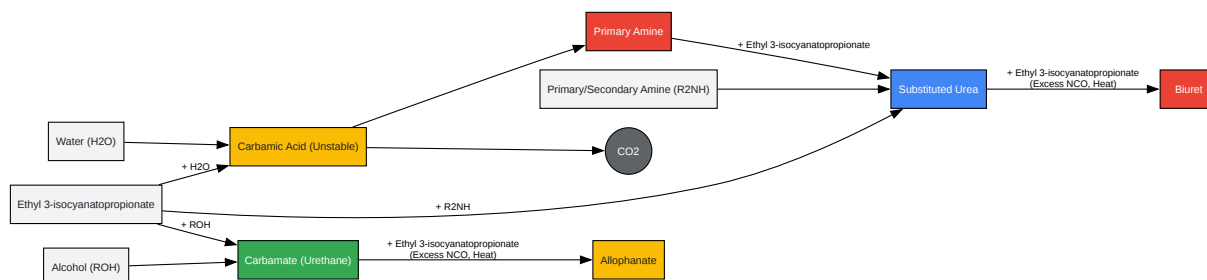 Primary Amine
+ Ethyl 3-isocyanatopropionate
Primary/Secondary Amine (R2NH)
Substituted Urea
+ Ethyl 3-isocyanatopropionate
(Excess NCO, Heat)
Biuret
Water (H2O)
Carbamic Acid (Unstable)
CO2
+ H2O
Ethyl 3-isocyanatopropionate
+ R2NH
+ ROH
Alcohol (ROH)
Carbamate (Urethane)
+ Ethyl 3-isocyanatopropionate
(Excess NCO, Heat)
Allophanate